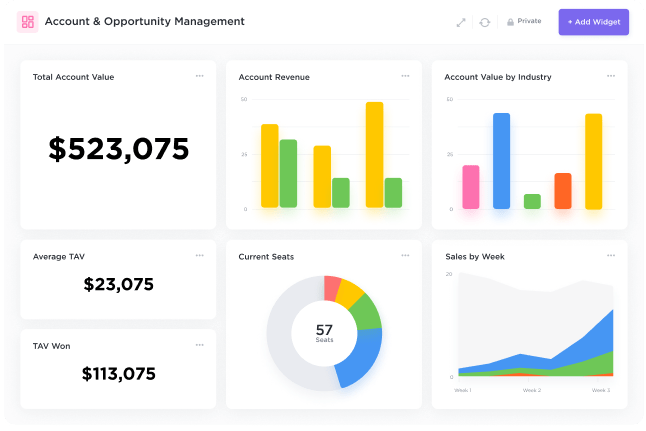 Account & Opportunity Management
Private
+ Add Widget
Total Account Value
$523,075
Account Revenue
50
25
0
Account Value by Industry
50
25
0
Average TAV
$23,075
TAV Won
$113,075
Current Seats
57
Seats
Sales by Week
20
0
Week 1
Week 2
Week 3